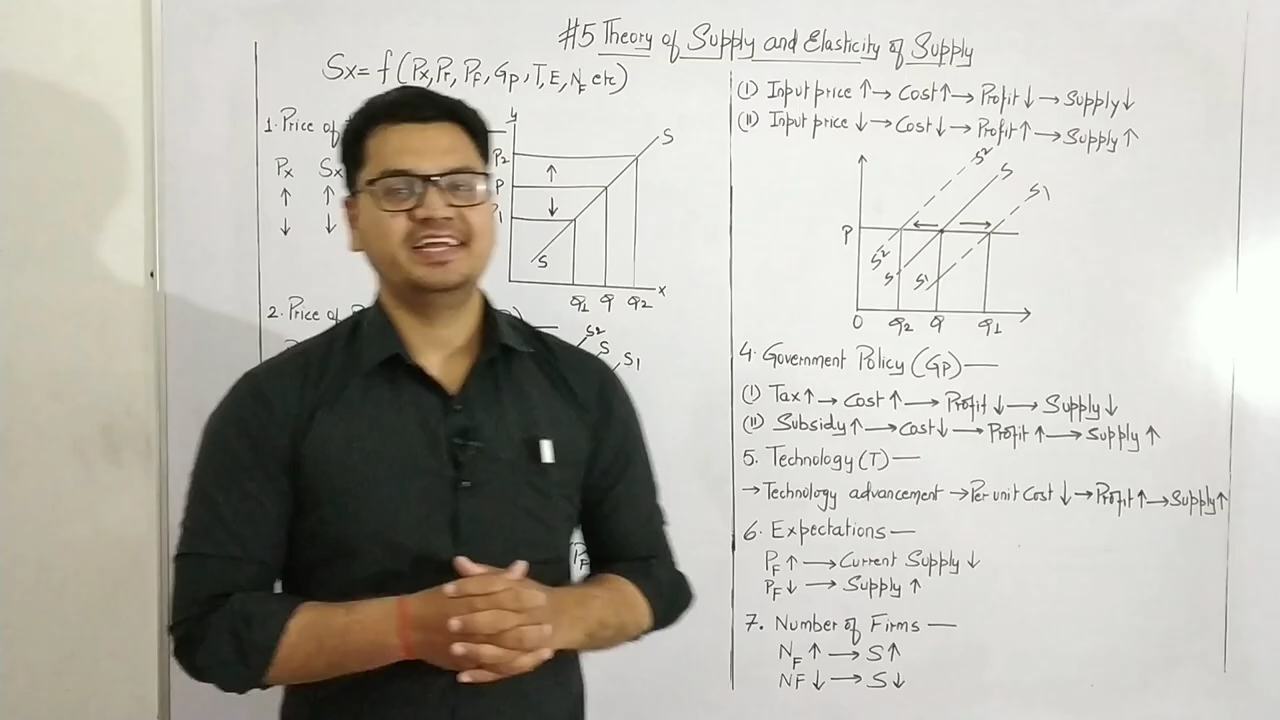 #5 Theory of Supply and Elasticity of Supply
Sx = f (Px, Pr, PF, Gp, T, E, NF etc)
1. Price of
Px Sx
↑ ↑
↓ ↓
y
P2
P
P1
↑
↓
S
S
Q1 Q Q2 x
2. Price of
S2
S
S1
PF
(I) Input price ↑ → Cost ↑ → Profit ↓ → Supply ↓
(II) Input price ↓ → Cost ↓ → Profit ↑ → Supply ↑
S2
S
S1
P
S2
S
S1
O Q2 Q Q1
4. Government Policy (Gp) —
(I) Tax ↑ → Cost ↑ → Profit ↓ → Supply ↓
(II) Subsidy ↑ → Cost ↓ → Profit ↑ → Supply ↑
5. Technology (T) —
→ Technology advancement → Per unit Cost ↓ → Profit ↑ → Supply ↑
6. Expectations —
PF ↑ → Current Supply ↓
PF ↓ → Supply ↑
7. Number of Firms —
NF ↑ → S ↑
NF ↓ → S ↓